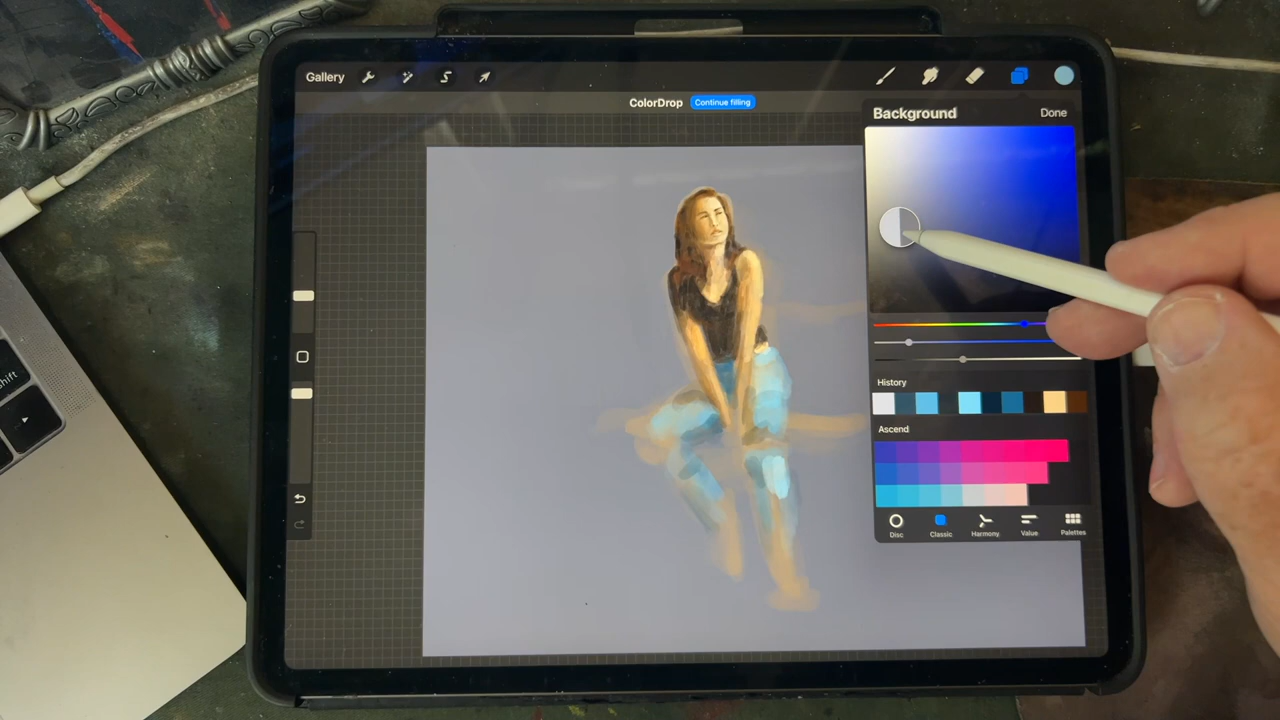 Gallery
ColorDrop Continue filling
Background Done
History
Ascend
Disc Classic Harmony Value Palettes
shift